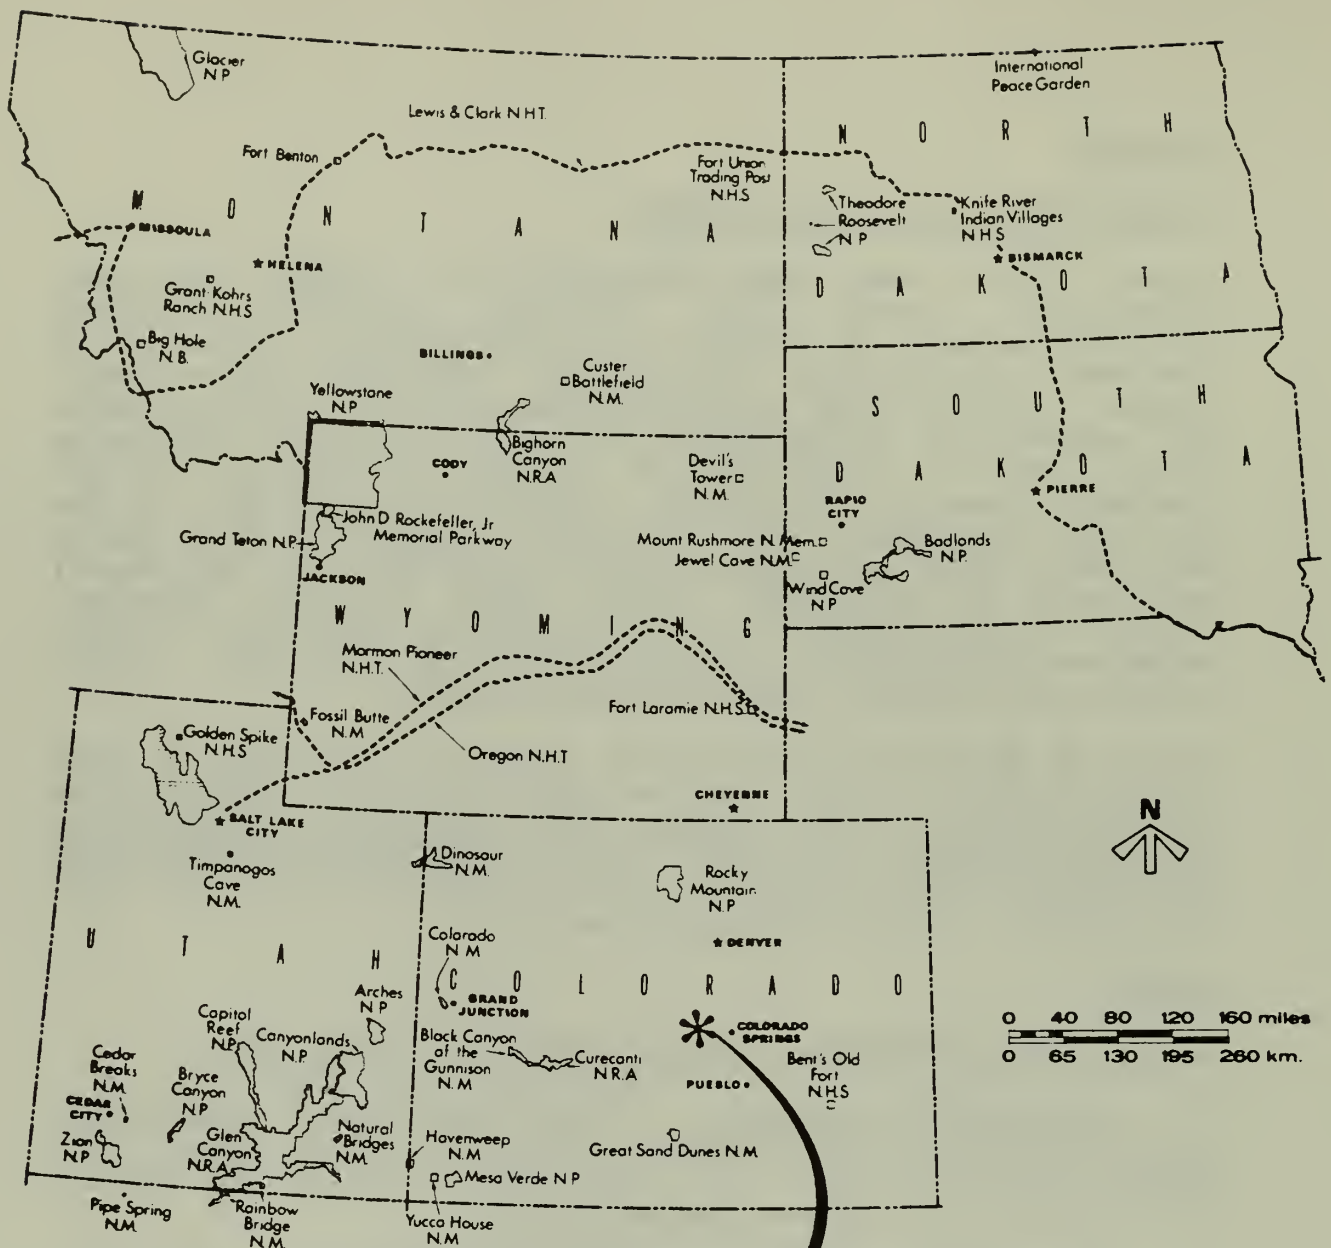 Glacier
N P
International
Peace Garden
Lewis & Clark N.H.T.
N O R T H
Fort Benton
Fort Union
Trading Post
N.H.S
Theodore
Roosevelt
N P
Knife River
Indian Villages
N H S
M O N T A N A
MISSOULA
HELENA
BISMARCK
Grant-Kohrs
Ranch N.H.S
D A K O T A
Big Hole
N. B.
BILLINGS
Custer
Battlefield
N.M.
Yellowstone
N.P
S O U T H
Bighorn
Canyon
N.R.A
CODY
Devil's
Tower
N. M.
D A K O T A
RAPID
CITY
PIERRE
John D Rockefeller, Jr
Memorial Parkway
Grand Teton N.P.
Mount Rushmore N. Mem.
Jewel Cave N.M.
Badlands
N.P.
JACKSON
Wind Cave
N P
W Y O M I N G
Mormon Pioneer
N.H.T.
Fossil Butte
N M
Fort Laramie N.H.S
Golden Spike
N.H.S
Oregon N.H.T
CHEYENNE
N
SALT LAKE
CITY
Timpanogos
Cave
N.M.
Dinosaur
N.M.
Rocky
Mountain
N.P
U T A H
Colorado
N M
DENVER
C O L O R A D O
Arches
N P
GRAND
JUNCTION
Capitol
Reef
N.P.
Canyonlands
N.P.
Black Canyon
of the
Gunnison
N. M
Curecanti
N.R.A
COLORADO
SPRINGS
0 40 80 120 160 miles
0 65 130 195 260 km.
Cedar
Breaks
N.M.
Bryce
Canyon
N.P
Bent's Old
Fort
N.H.S
PUEBLO
CEDAR
CITY
Zion
N.P
Glen
Canyon
N.R.A
Natural
Bridges
N.M.
Hovenweep
N.M
Great Sand Dunes N.M.
Mesa Verde N P
Pipe Spring
N.M.
Rainbow
Bridge
N.M.
Yucca House
N M